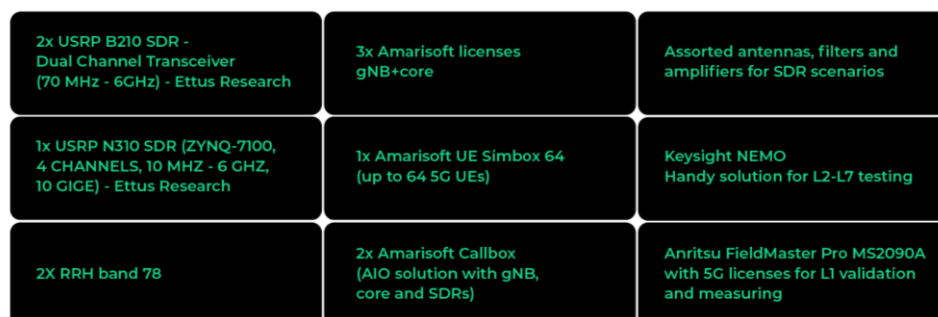 2x USRP B210 SDR -
Dual Channel Transceiver
(70 MHz - 6GHz) - Ettus Research
3x Amarisoft licenses
gNB+core
Assorted antennas, filters and
amplifiers for SDR scenarios
1x USRP N310 SDR (ZYNQ-7100,
4 CHANNELS, 10 MHZ - 6 GHZ,
10 GIGE) - Ettus Research
1x Amarisoft UE Simbox 64
(up to 64 5G UEs)
Keysight NEMO
Handy solution for L2-L7 testing
2X RRH band 78
2x Amarisoft Callbox
(AIO solution with gNB,
core and SDRs)
Anritsu FieldMaster Pro MS2090A
with 5G licenses for L1 validation
and measuring